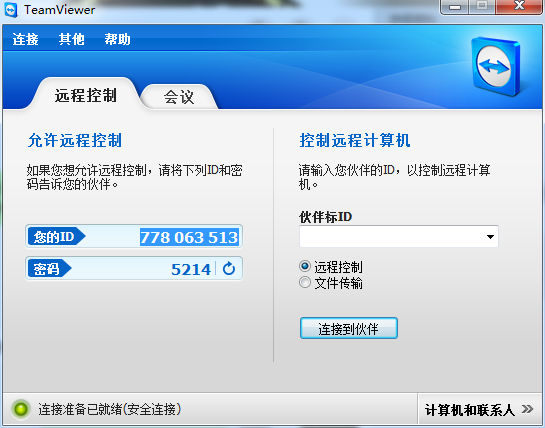 TeamViewer
连接 其他 帮助
远程控制 会议
允许远程控制
如果您想允许远程控制，请将下列ID和密
码告诉您的伙伴。
您的ID 778 063 513
密码 5214
控制远程计算机
请输入您伙伴的ID，以控制远程计算
机。
伙伴标ID
远程控制
文件传输
连接到伙伴
连接准备已就绪(安全连接)
计算机和联系人 >>